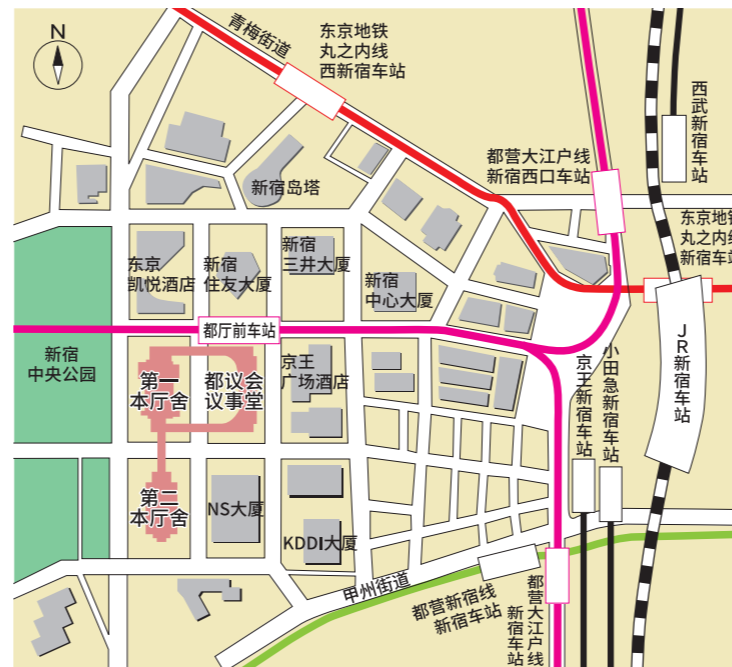 N
青梅街道
东京地铁
丸之内线
西新宿车站
西武新宿车站
都营大江户线
新宿西口车站
新宿岛塔
东京地铁
丸之内线
新宿车站
东京
凯悦酒店
新宿
住友大厦
新宿
三井大厦
新宿
中心大厦
都厅前车站
新宿
中央公园
第一
本厅舍
都议会
议事堂
京王
广场酒店
京王新宿车站
小田急新宿车站
JR新宿车站
第二
本厅舍
NS大厦
KDDI大厦
甲州街道
都营新宿线
新宿车站
都营大江户线
新宿车站